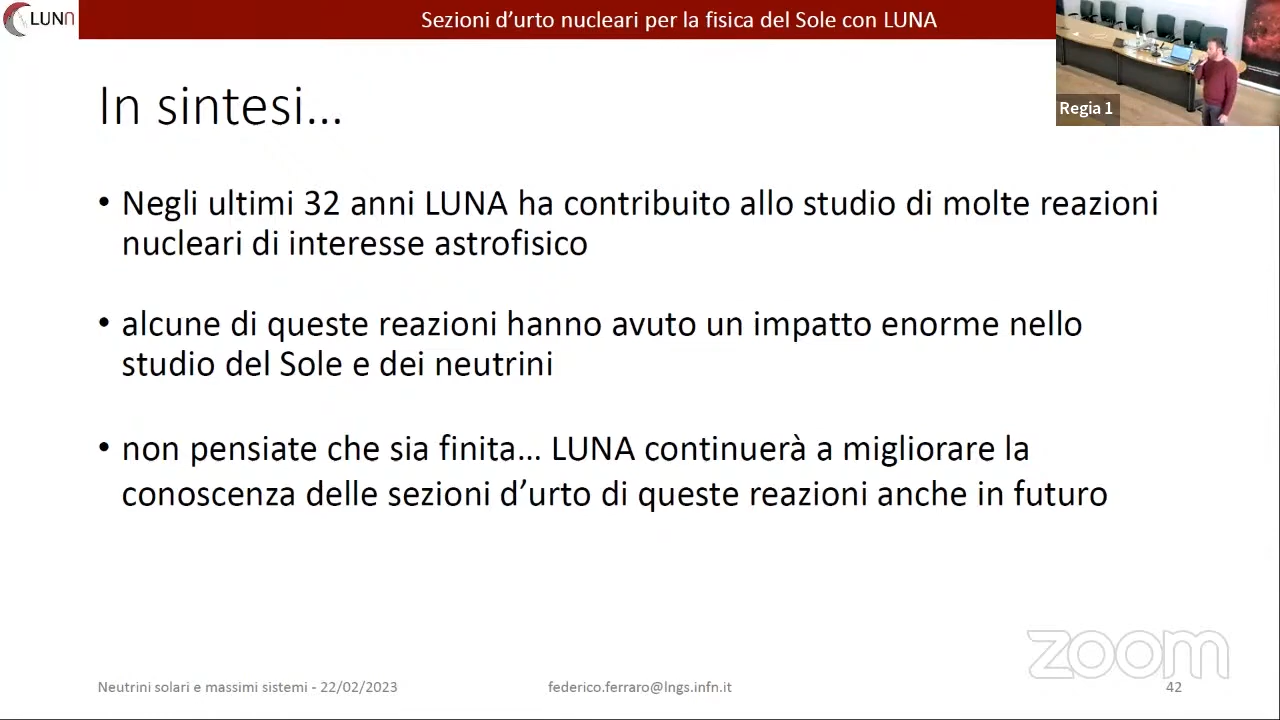 LUNA
Sezioni d’urto nucleari per la fisica del Sole con LUNA
Regia 1
In sintesi…
• Negli ultimi 32 anni LUNA ha contribuito allo studio di molte reazioni
nucleari di interesse astrofisico
• alcune di queste reazioni hanno avuto un impatto enorme nello
studio del Sole e dei neutrini
• non pensiate che sia finita… LUNA continuerà a migliorare la
conoscenza delle sezioni d’urto di queste reazioni anche in futuro
zoom
Neutrini solari e massimi sistemi - 22/02/2023
federico.ferraro@lngs.infn.it
42